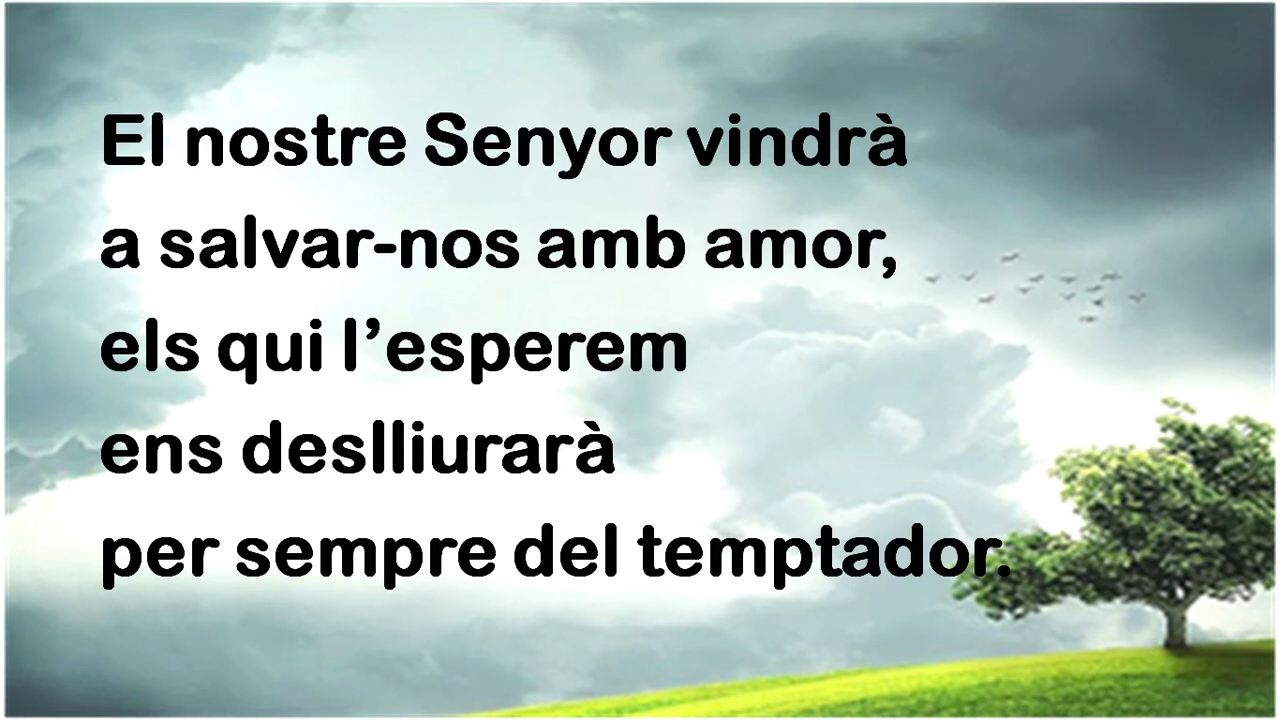 El nostre Senyor vindrà
a salvar-nos amb amor,
els qui l’esperem
ens deslliurarà
per sempre del temptador.